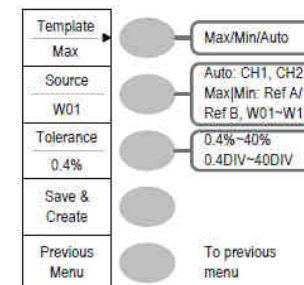 Template
Max
Max/Min/Auto
Source
W01
Auto: CH1, CH2
Max|Min: Ref A/
Ref B, W01~W1
Tolerance
0.4%
0.4%~40%
0.4DIV~40DIV
Save &
Create
Previous
Menu
To previous
menu